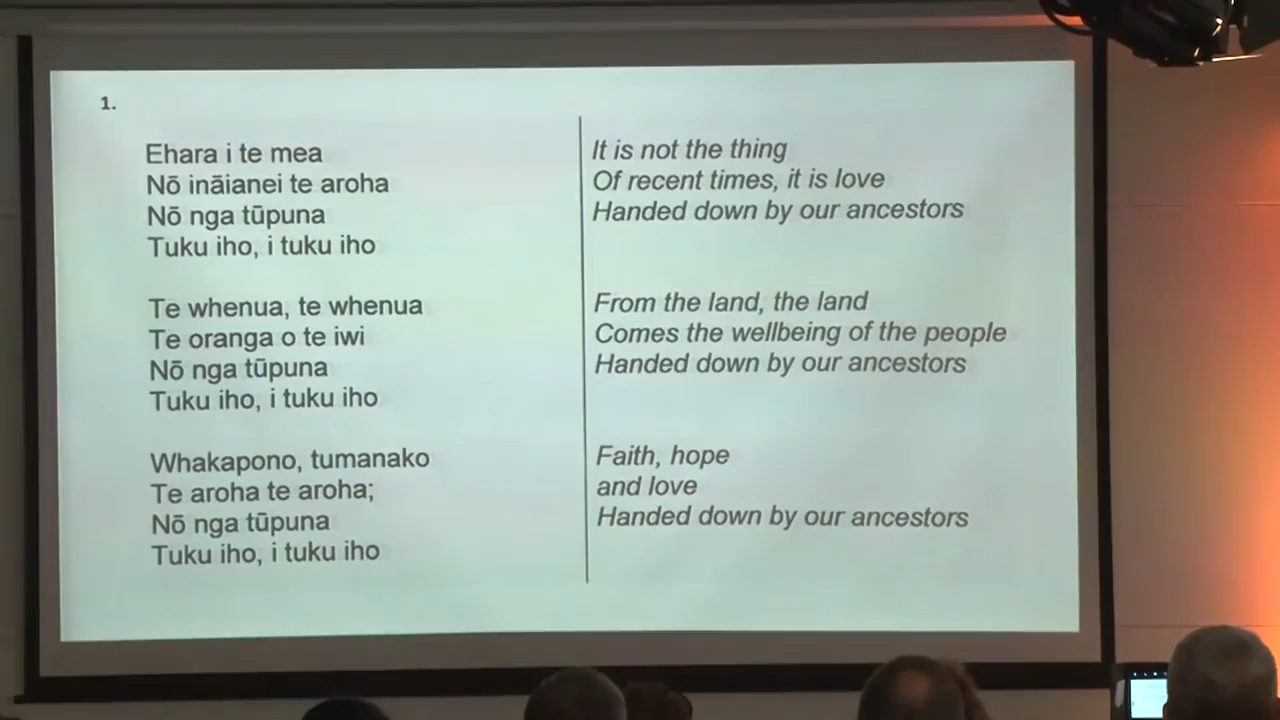 1.
Ehara i te mea
Nō ināianei te aroha
Nō nga tūpuna
Tuku iho, i tuku iho
Te whenua, te whenua
Te oranga o te iwi
Nō nga tūpuna
Tuku iho, i tuku iho
Whakapono, tumanako
Te aroha te aroha;
Nō nga tūpuna
Tuku iho, i tuku iho
It is not the thing
Of recent times, it is love
Handed down by our ancestors
From the land, the land
Comes the wellbeing of the people
Handed down by our ancestors
Faith, hope
and love
Handed down by our ancestors